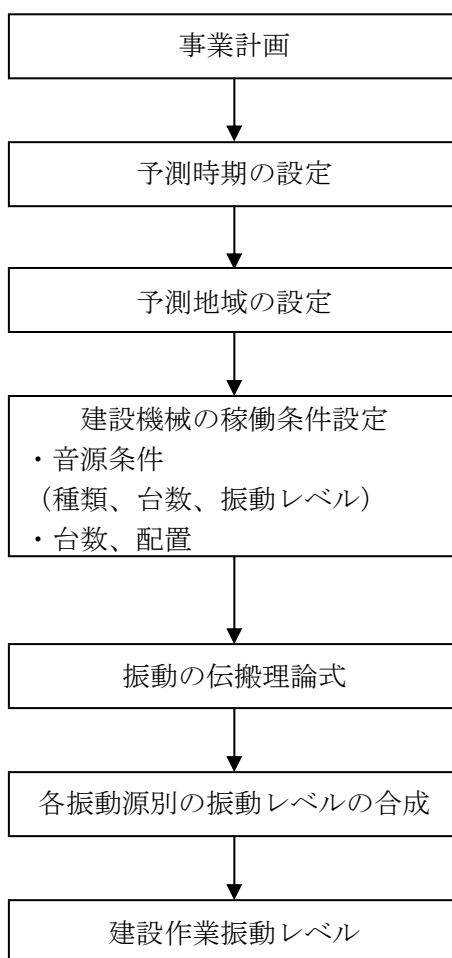 事業計画
予測時期の設定
予測地域の設定
建設機械の稼働条件設定
・音源条件
（種類、台数、振動レベル）
・台数、配置
振動の伝搬理論式
各振動源別の振動レベルの合成
建設作業振動レベル